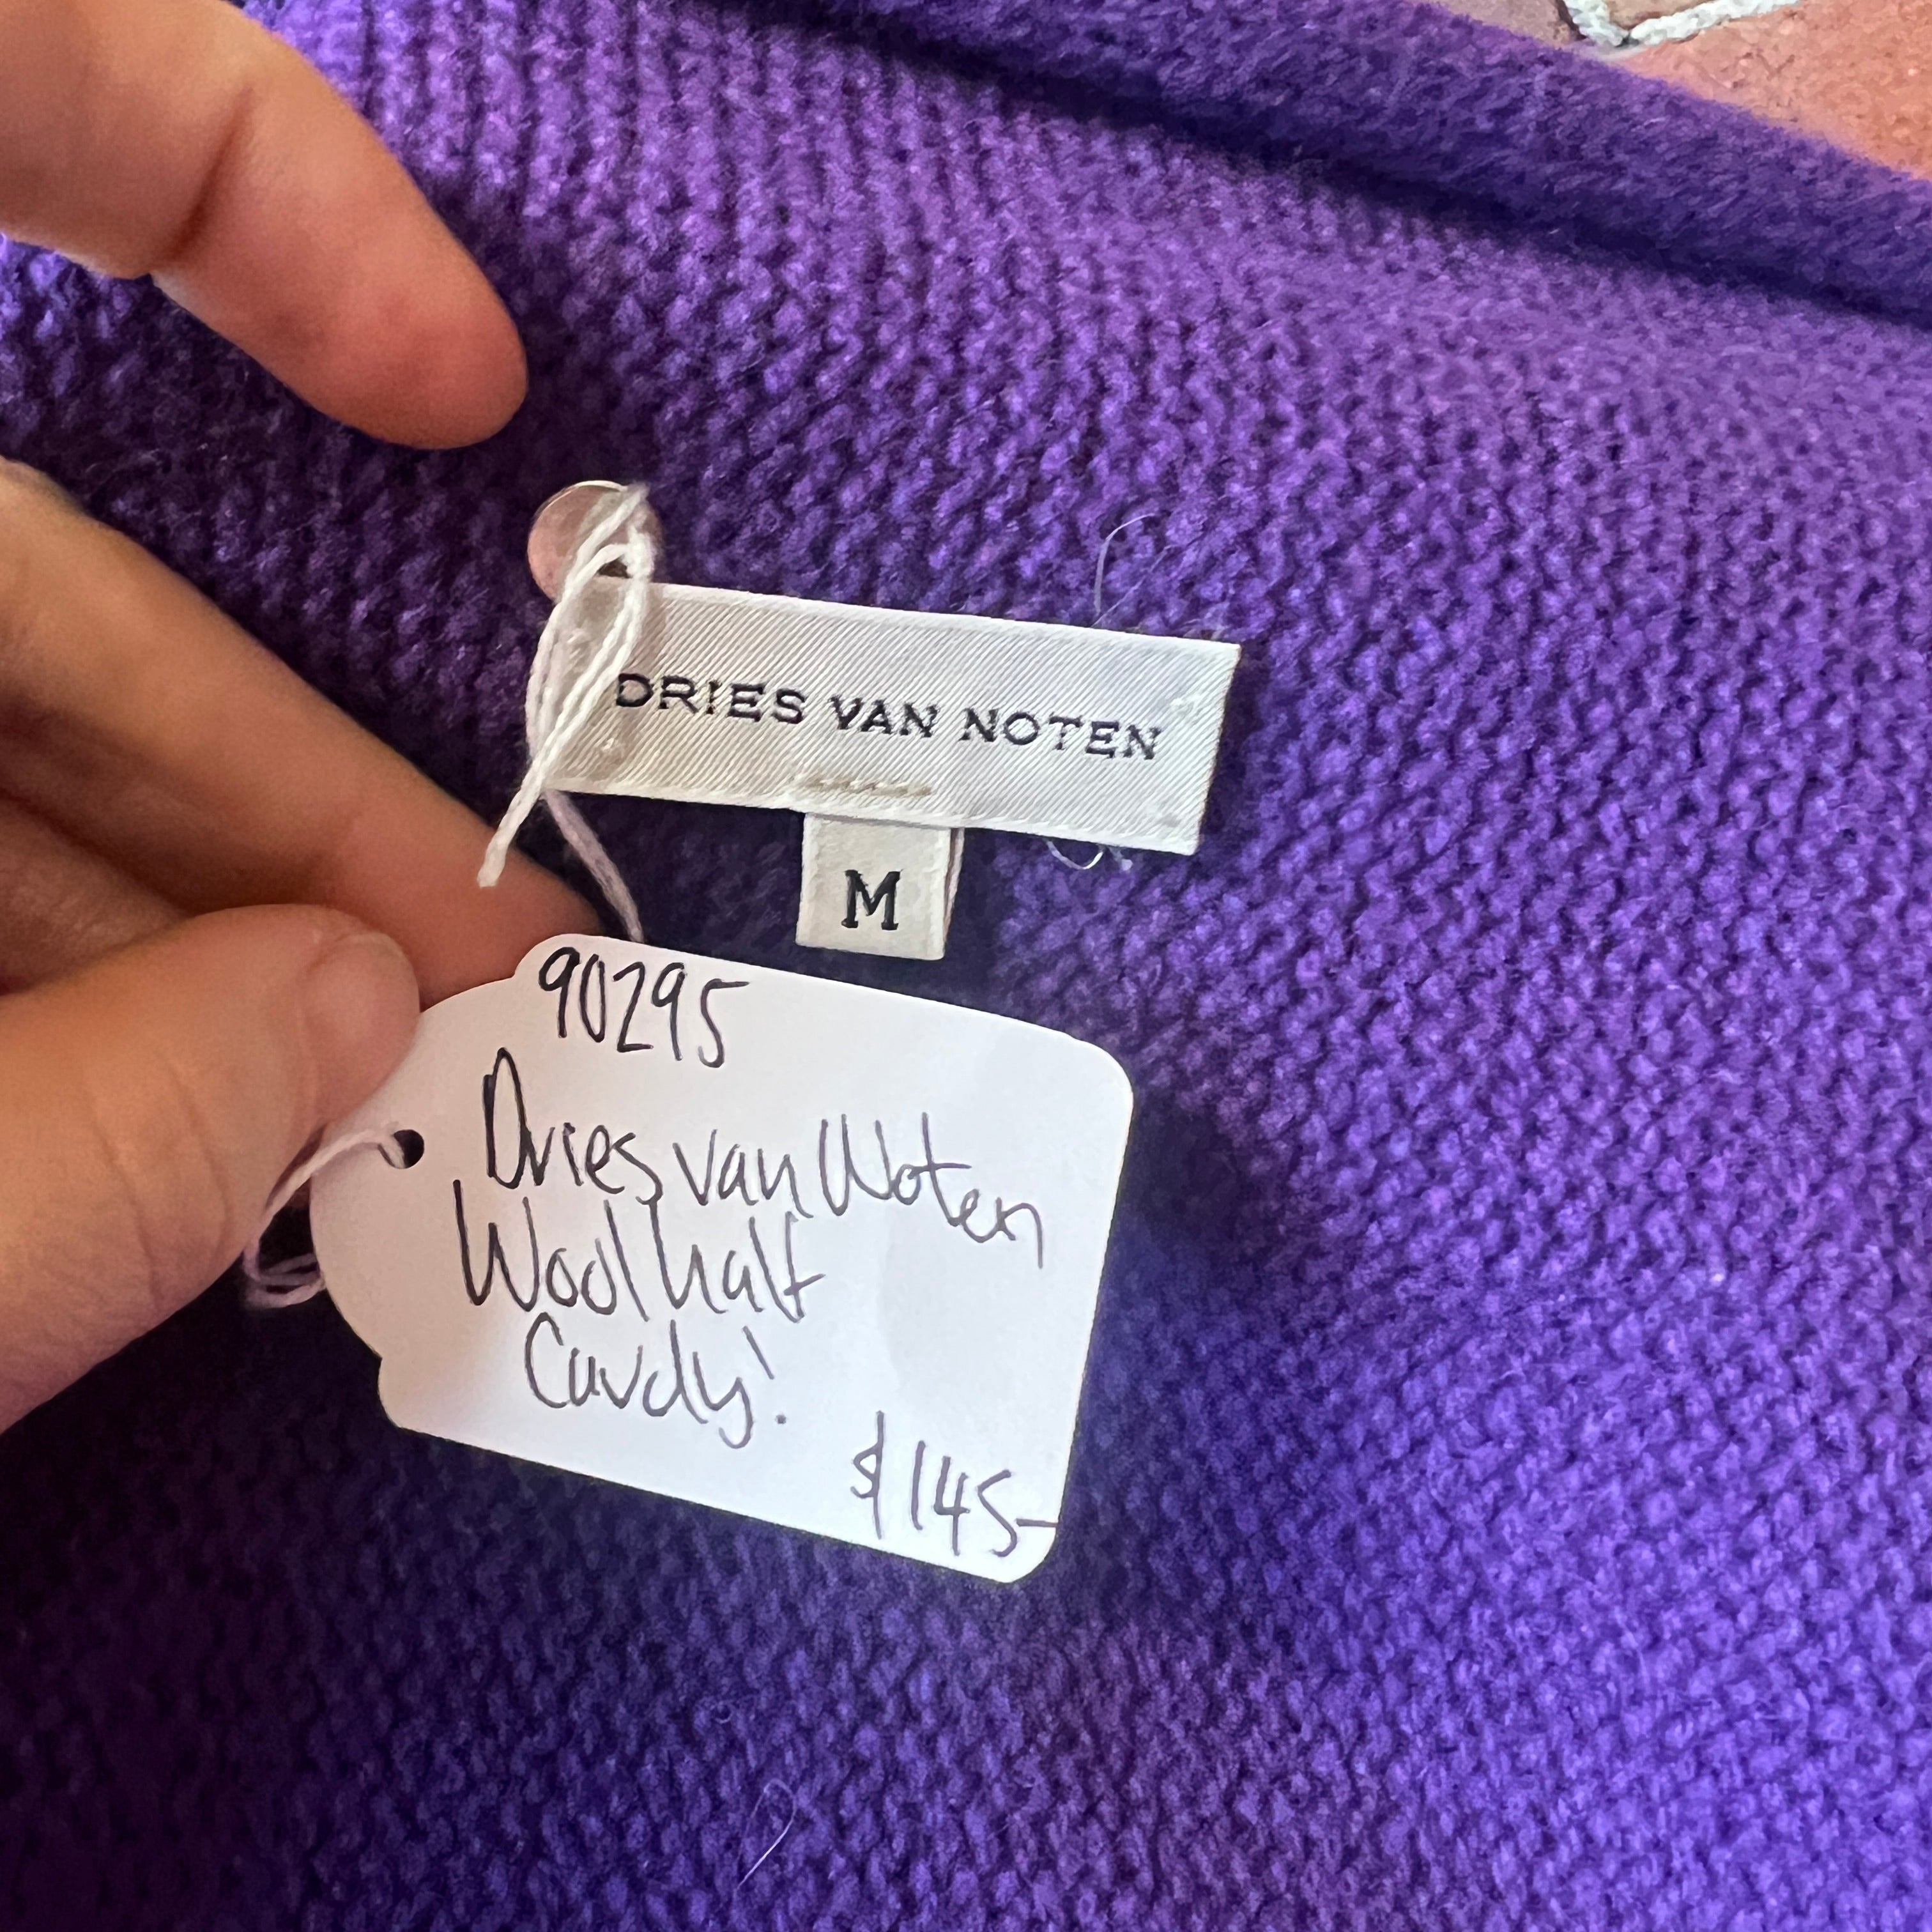 DRIES VAN NOTEN
M
90295
Dries van Noten
Wool half
Cardy!
$145-